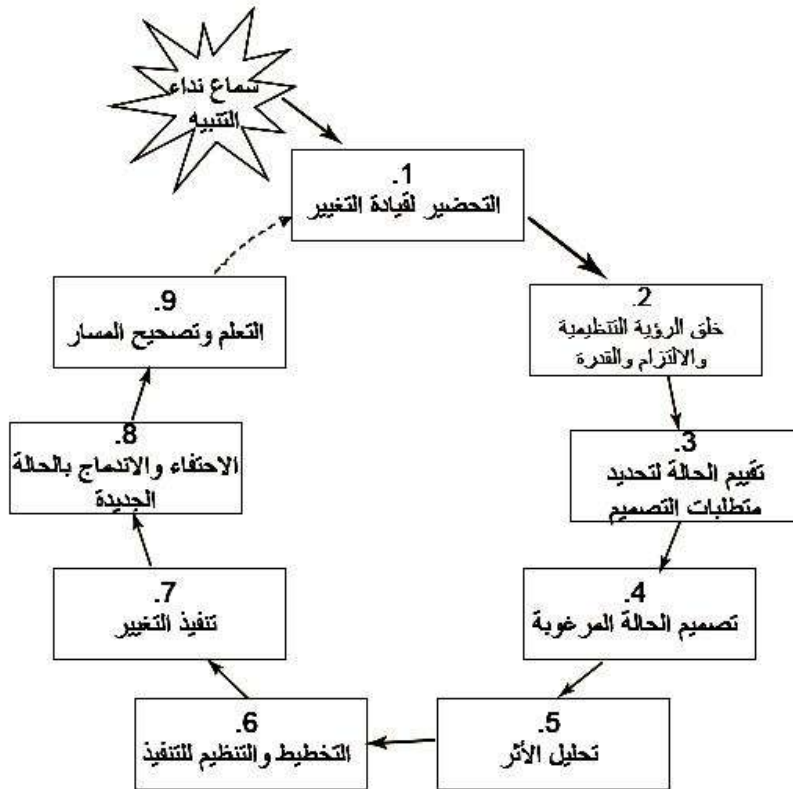 سماع نداء
التنبيه
1.
التحضير لقيادة التغيير
2.
خلق الرؤية التنظيمية
والالتزام والقدرة
3.
تقييم الحالة لتحديد
متطلبات التصميم
4.
تصميم الحالة المرغوبة
5.
تحليل الأثر
6.
التخطيط والتنظيم للتنفيذ
7.
تنفيذ التغيير
8.
الاحتفاء والاندماج بالحالة
الجديدة
9.
التعلم وتصحيح المسار